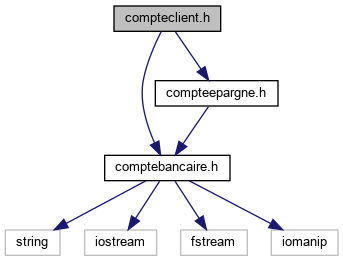 compteclient.h
compteepargne.h
comptebancaire.h
string
iostream
fstream
iomanip